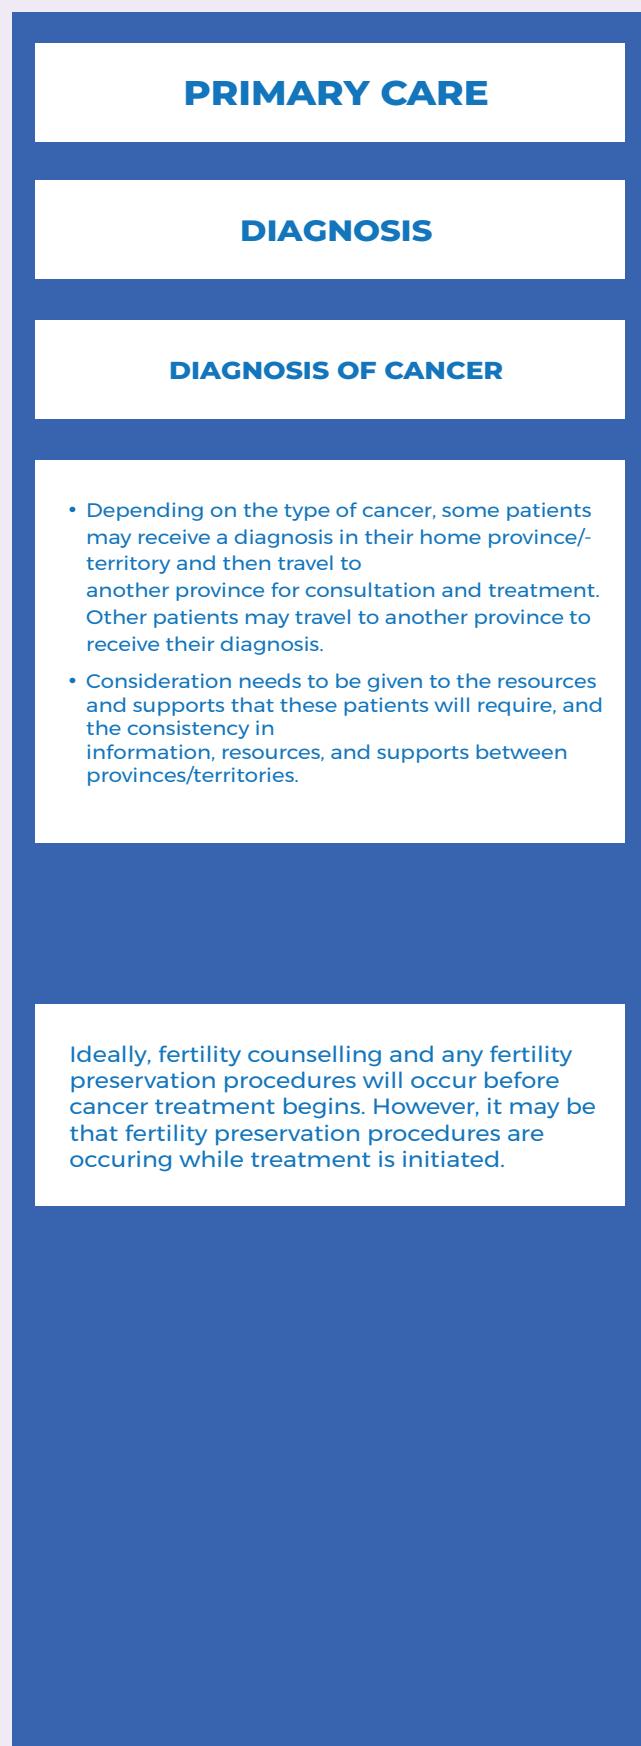 PRIMARY CARE
DIAGNOSIS
DIAGNOSIS OF CANCER
• Depending on the type of cancer, some patients
may receive a diagnosis in their home province/-
territory and then travel to
another province for consultation and treatment.
Other patients may travel to another province to
receive their diagnosis.
• Consideration needs to be given to the resources
and supports that these patients will require, and
the consistency in
information, resources, and supports between
provinces/territories.
Ideally, fertility counselling and any fertility
preservation procedures will occur before
cancer treatment begins. However, it may be
that fertility preservation procedures are
occuring while treatment is initiated.